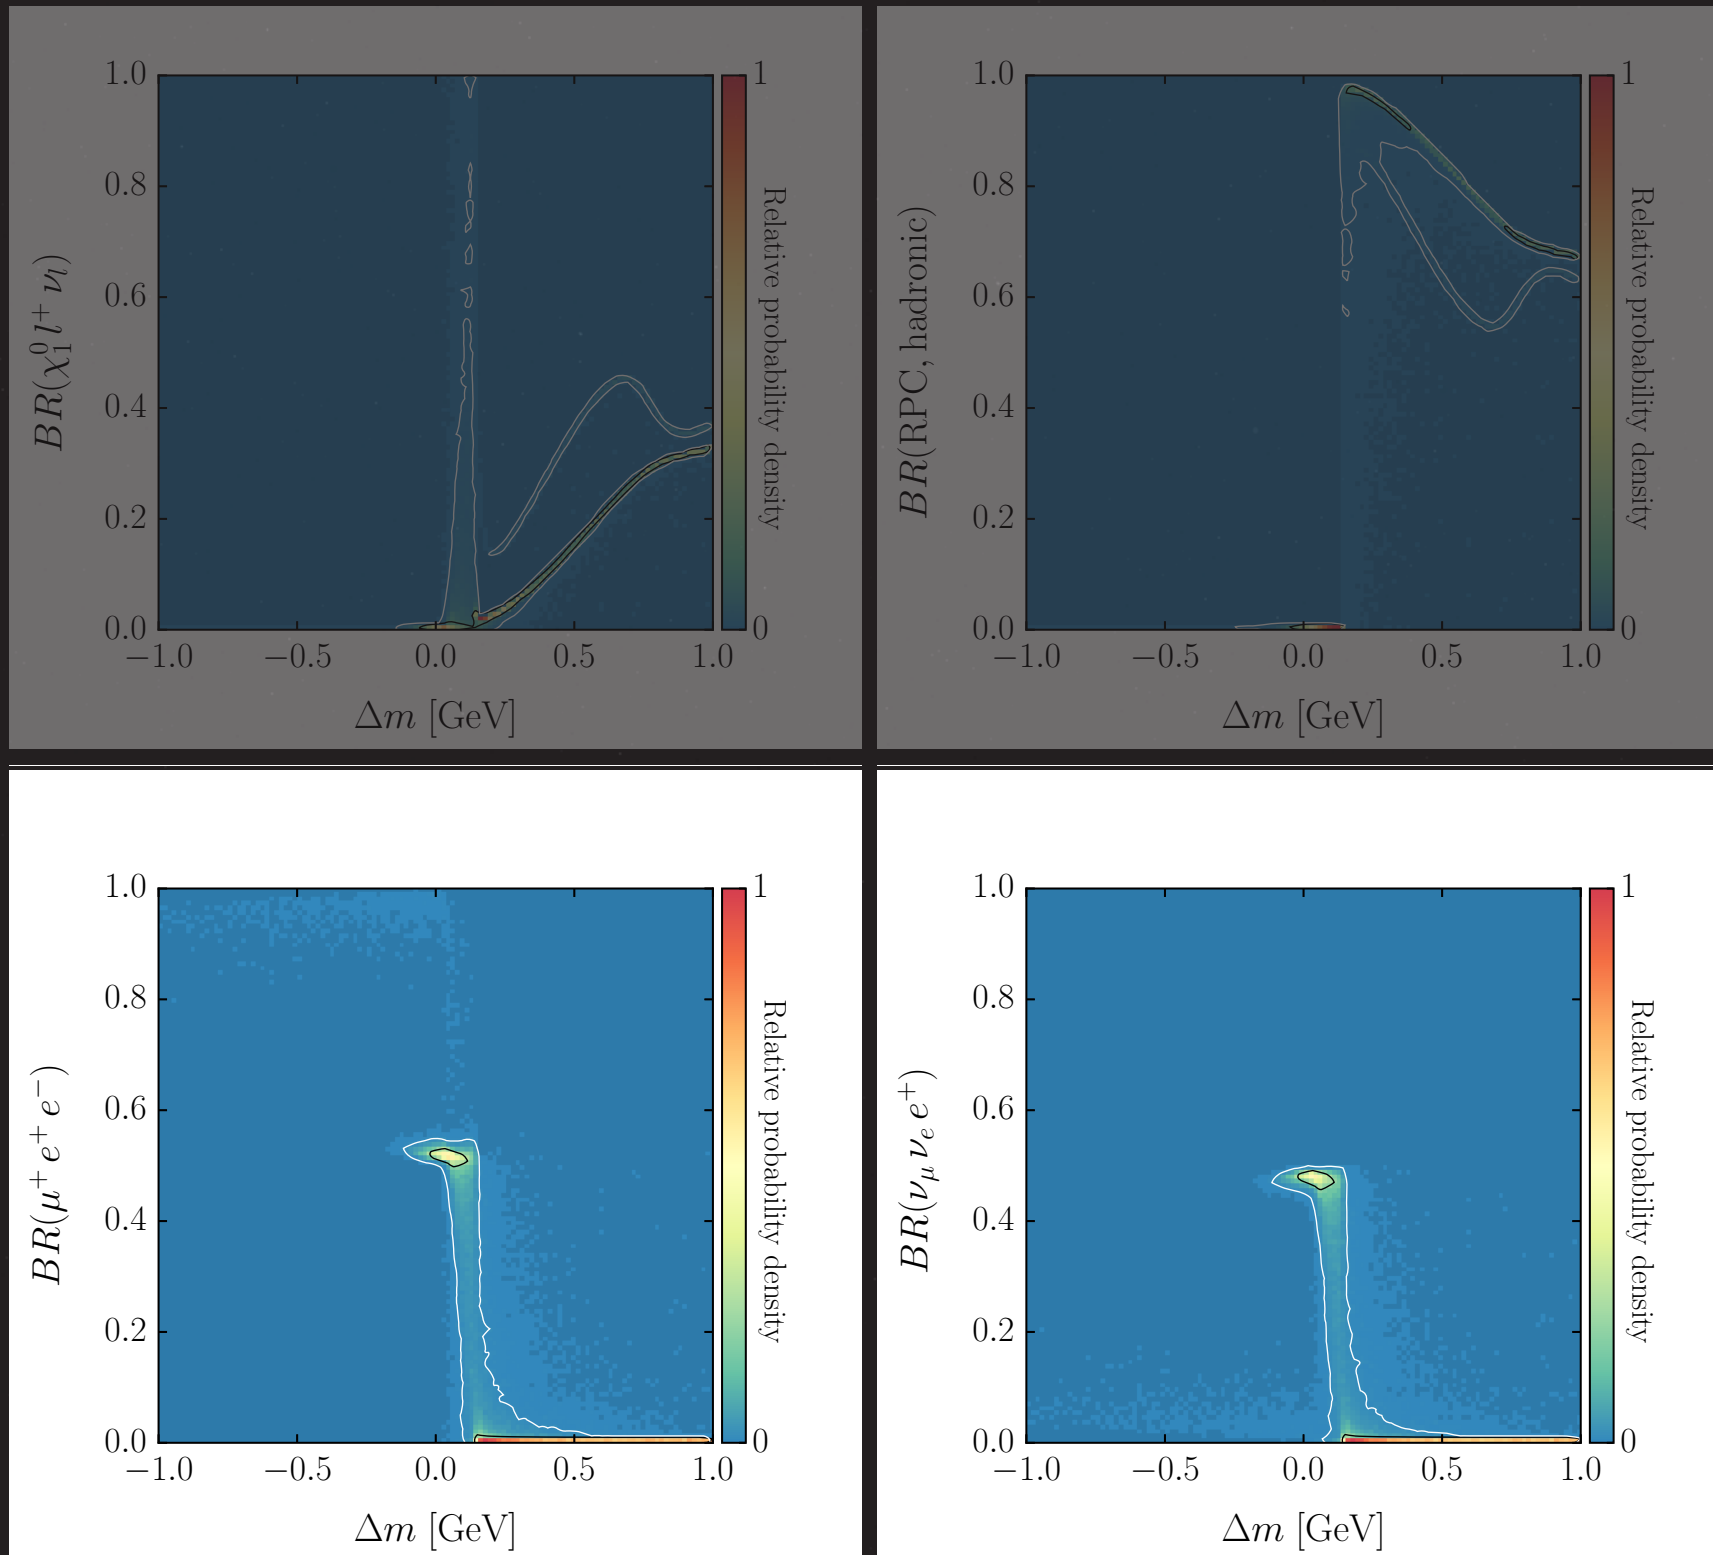 1.0
0.8
0.6
0.4
0.2
0.0
−1.0 −0.5 0.0 0.5 1.0
Δm [GeV]
BR(χ₁⁰ l⁺ νₗ)
1
0
Relative probability density
1.0
0.8
0.6
0.4
0.2
0.0
−1.0 −0.5 0.0 0.5 1.0
Δm [GeV]
BR(RPC, hadronic)
1
0
Relative probability density
1.0
0.8
0.6
0.4
0.2
0.0
−1.0 −0.5 0.0 0.5 1.0
Δm [GeV]
BR(μ⁺ e⁺ e⁻)
1
0
Relative probability density
1.0
0.8
0.6
0.4
0.2
0.0
−1.0 −0.5 0.0 0.5 1.0
Δm [GeV]
BR(ν_μ ν_e e⁺)
1
0
Relative probability density